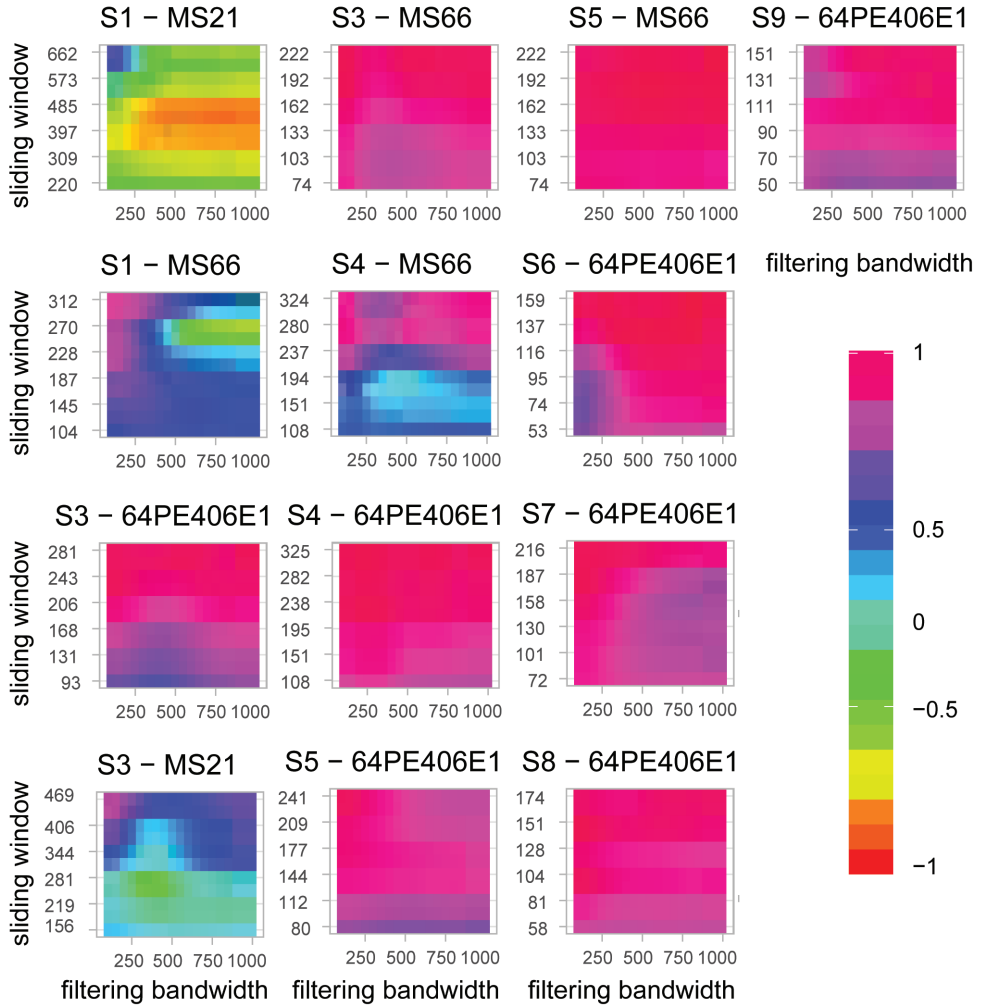 S1 − MS21
S3 − MS66
S5 − MS66
S9 − 64PE406E1
sliding window
662
573
485
397
309
220
250 500 750 1000
222
192
162
133
103
74
250 500 750 1000
222
192
162
133
103
74
250 500 750 1000
151
131
111
90
70
50
250 500 750 1000
filtering bandwidth
S1 − MS66
S4 − MS66
S6 − 64PE406E1
sliding window
312
270
228
187
145
104
250 500 750 1000
324
280
237
194
151
108
250 500 750 1000
159
137
116
95
74
53
250 500 750 1000
S3 − 64PE406E1
S4 − 64PE406E1
S7 − 64PE406E1
sliding window
281
243
206
168
131
93
250 500 750 1000
325
282
238
195
151
108
250 500 750 1000
216
187
158
130
101
72
250 500 750 1000
S3 − MS21
S5 − 64PE406E1
S8 − 64PE406E1
sliding window
469
406
344
281
219
156
250 500 750 1000
filtering bandwidth
241
209
177
144
112
80
250 500 750 1000
filtering bandwidth
174
151
128
104
81
58
250 500 750 1000
filtering bandwidth
1
0.5
0
−0.5
−1